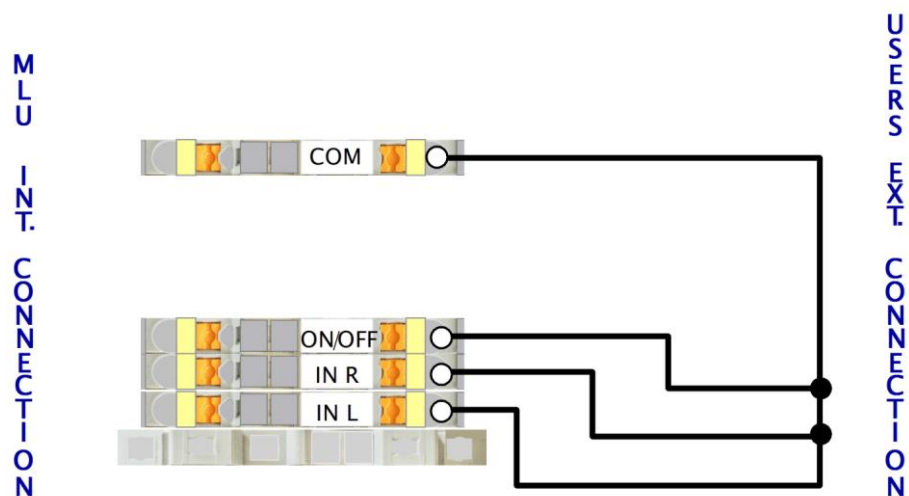 MLU INT. CONNECTION
USERS EXT. CONNECTION
COM
ON/OFF
IN R
IN L